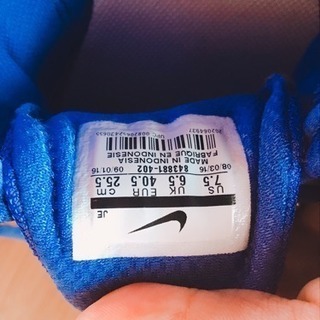 JE
US UK EUR cm
7.5 6.5 40.5 25.5
08/03/16 843881-402 09/01/16
MADE IN INDONESIA
FABRIQUE EN INDONESIE